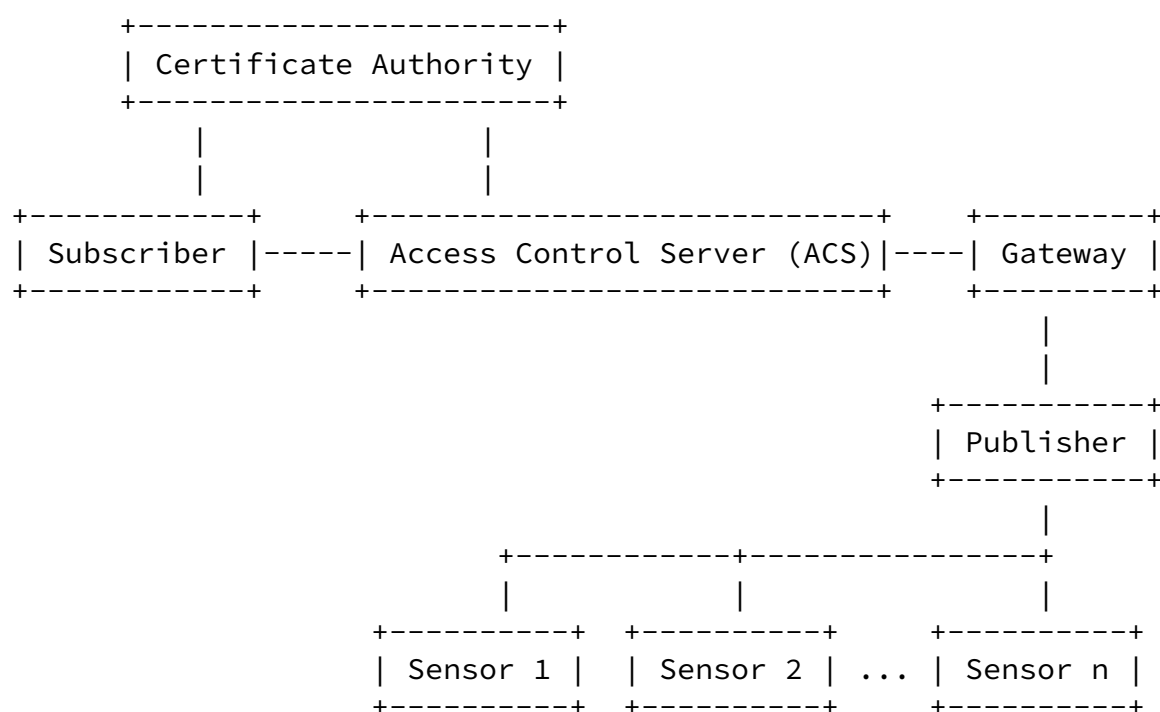 Certificate Authority
Subscriber Access Control Server (ACS) Gateway
Publisher
Sensor 1 Sensor 2 ... Sensor n